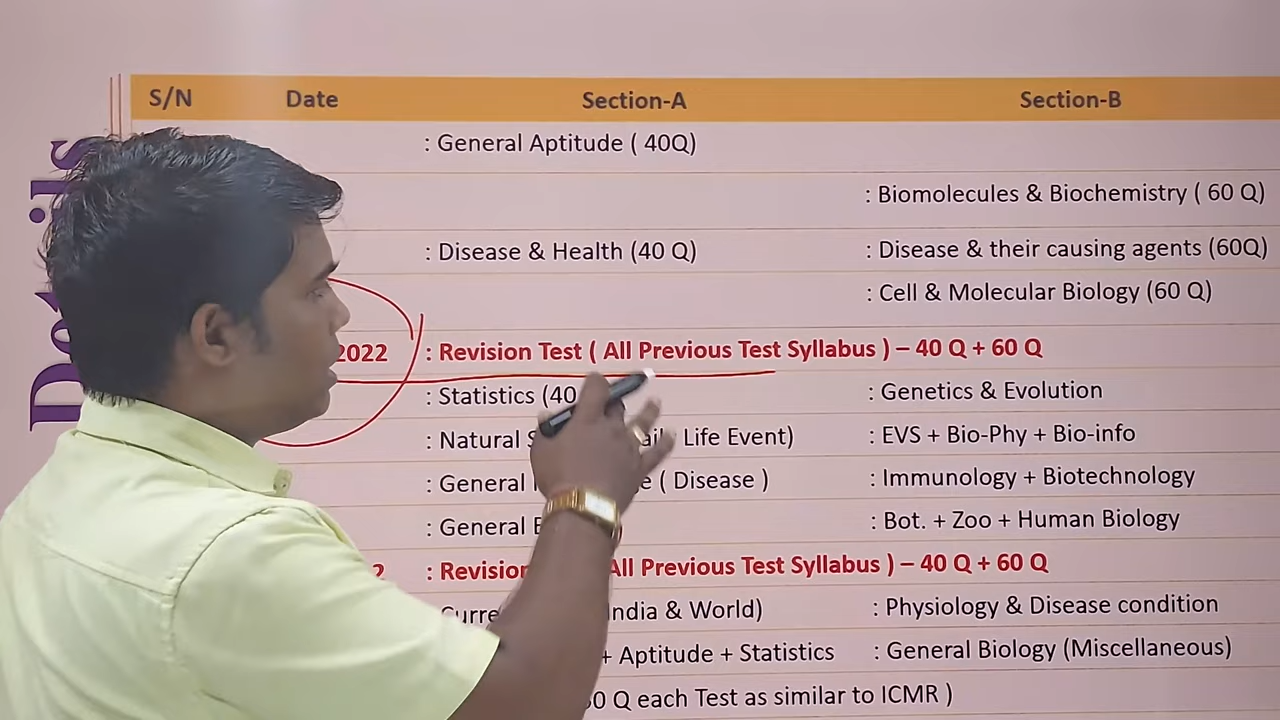 Details
S/N Date Section-A Section-B
: General Aptitude ( 40Q)
: Biomolecules & Biochemistry ( 60 Q)
: Disease & Health (40 Q) : Disease & their causing agents (60Q)
: Cell & Molecular Biology (60 Q)
2022 : Revision Test ( All Previous Test Syllabus ) – 40 Q + 60 Q
: Statistics (40 : Genetics & Evolution
: Natural Life Event) : EVS + Bio-Phy + Bio-info
: General ( Disease ) : Immunology + Biotechnology
: General : Bot. + Zoo + Human Biology
2 : Revision All Previous Test Syllabus ) – 40 Q + 60 Q
India & World) : Physiology & Disease condition
+ Aptitude + Statistics : General Biology (Miscellaneous)
Q each Test as similar to ICMR )